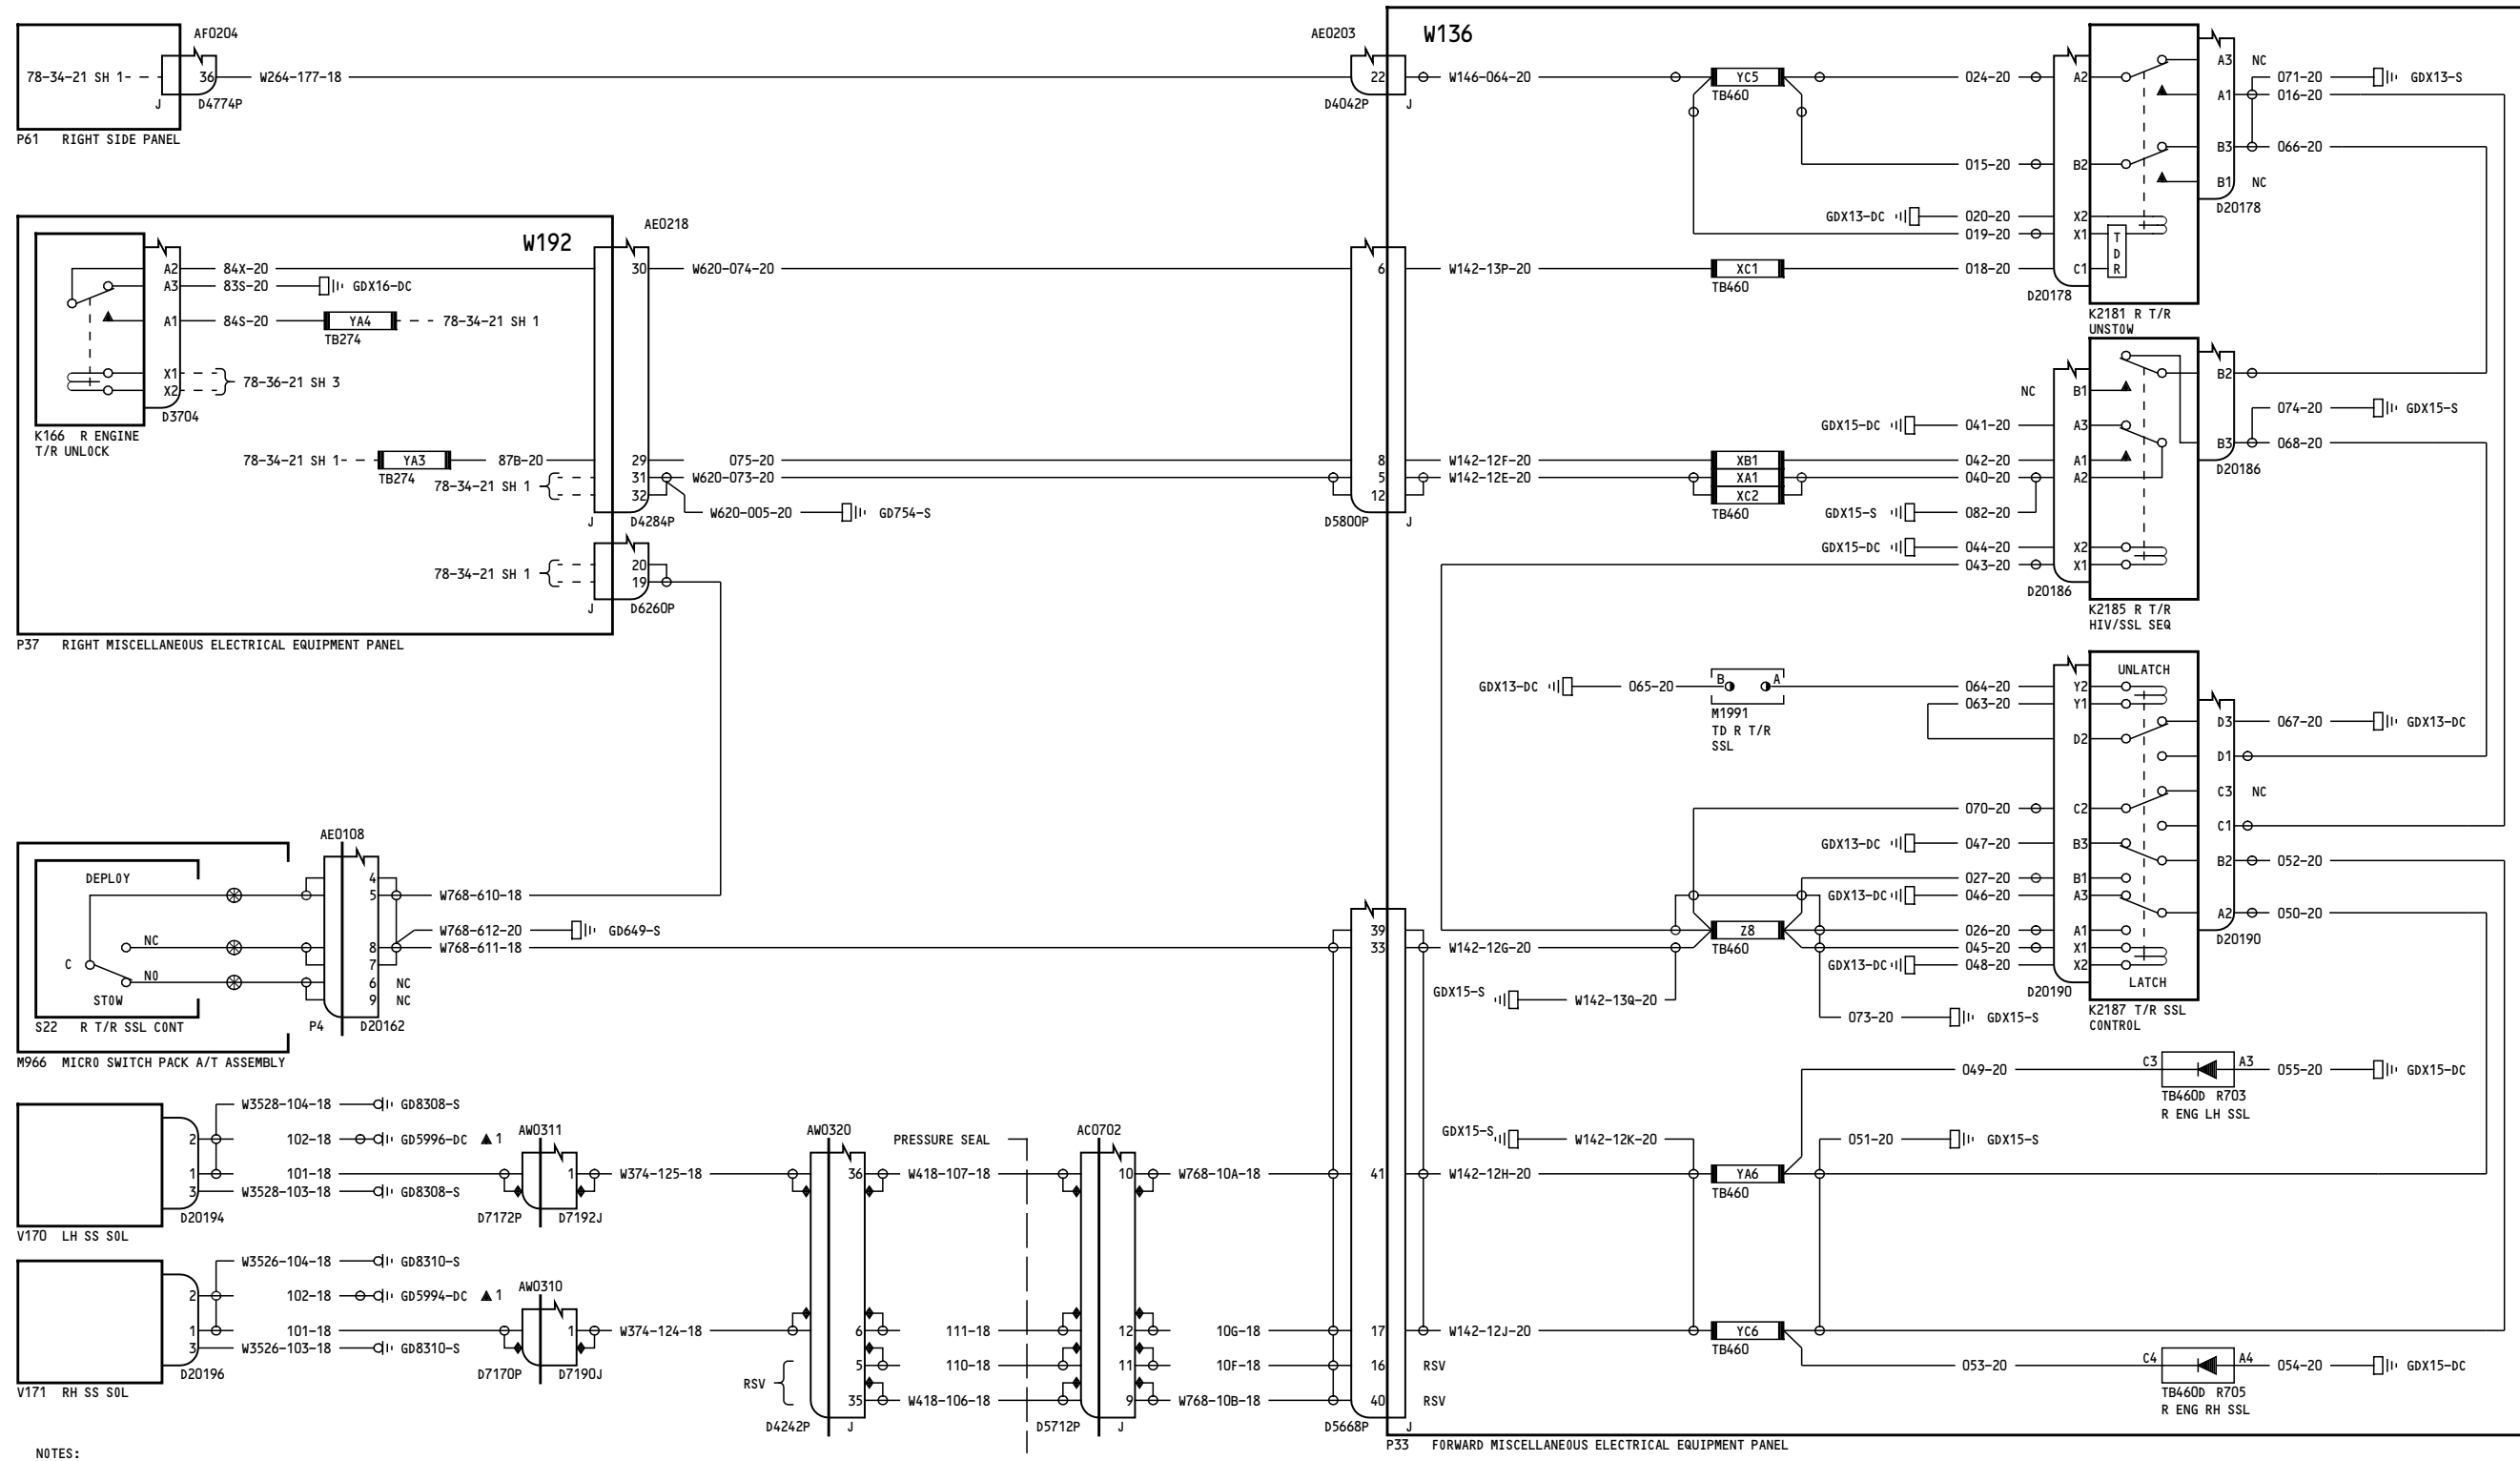 AF0204
78-34-21 SH 1
36
W264-177-18
J
D4774P
P61 RIGHT SIDE PANEL
AE0203
W136
22
W146-064-20
D4042P
J
YC5
TB460
024-20
A2
015-20
B2
GDX13-DC
020-20
X2
019-20
X1
018-20
C1
TDR
D20178
A3
NC
071-20
GDX13-S
A1
016-20
B3
066-20
B1
NC
D20178
K2181 R T/R
UNSTOW
W192
AE0218
A2
84X-20
30
W620-074-20
6
W142-13P-20
XC1
TB460
A3
83S-20
GDX16-DC
A1
84S-20
YA4
TB274
78-34-21 SH 1
X1
X2
78-36-21 SH 3
D3704
K166 R ENGINE
T/R UNLOCK
78-34-21 SH 1
YA3
TB274
87B-20
29
075-20
8
W142-12F-20
78-34-21 SH 1
31
W620-073-20
5
W142-12E-20
32
12
W620-005-20
GD754-S
J
D4284P
D5800P
J
XB1
XA1
XC2
TB460
78-34-21 SH 1
20
19
J
D6260P
P37 RIGHT MISCELLANEOUS ELECTRICAL EQUIPMENT PANEL
NC
B1
GDX15-DC
041-20
A3
042-20
A1
040-20
A2
GDX15-S
082-20
GDX15-DC
044-20
X2
043-20
X1
D20186
B2
074-20
GDX15-S
B3
068-20
D20186
K2185 R T/R
HIV/SSL SEQ
GDX13-DC
065-20
B
A
M1991
TD R T/R
SSL
UNLATCH
064-20
Y2
063-20
Y1
D2
070-20
C2
GDX13-DC
047-20
B3
027-20
B1
GDX13-DC
046-20
A3
026-20
A1
045-20
X1
GDX13-DC
048-20
X2
LATCH
D20190
D3
067-20
GDX13-DC
D1
C3
NC
C1
B2
052-20
A2
050-20
D20190
K2187 T/R SSL
CONTROL
AE0108
DEPLOY
4
5
W768-610-18
W768-612-20
GD649-S
NC
8
W768-611-18
7
C
NO
6
NC
9
NC
STOW
S22 R T/R SSL CONT
P4
D20162
M966 MICRO SWITCH PACK A/T ASSEMBLY
39
33
W142-12G-20
Z8
TB460
GDX15-S
W142-13Q-20
073-20
GDX15-S
049-20
C3
A3
055-20
GDX15-DC
TB460D R703
R ENG LH SSL
W3528-104-18
GD8308-S
2
102-18
GD5996-DC
1
1
101-18
3
W3528-103-18
GD8308-S
D20194
V170 LH SS SOL
AW0311
1
W374-125-18
D7172P
D7192J
AW0320
PRESSURE SEAL
AC0702
36
W418-107-18
10
W768-10A-18
41
W142-12H-20
GDX15-S
W142-12K-20
051-20
GDX15-S
YA6
TB460
W3526-104-18
GD8310-S
2
102-18
GD5994-DC
1
1
101-18
3
W3526-103-18
GD8310-S
D20196
V171 RH SS SOL
AW0310
1
W374-124-18
D7170P
D7190J
6
111-18
12
10G-18
17
W142-12J-20
YC6
TB460
RSV
5
110-18
11
10F-18
16
RSV
35
W418-106-18
9
W768-10B-18
40
RSV
D4242P
J
D5712P
J
D5668P
J
053-20
C4
A4
054-20
GDX15-DC
TB460D R705
R ENG RH SSL
P33 FORWARD MISCELLANEOUS ELECTRICAL EQUIPMENT PANEL
NOTES: